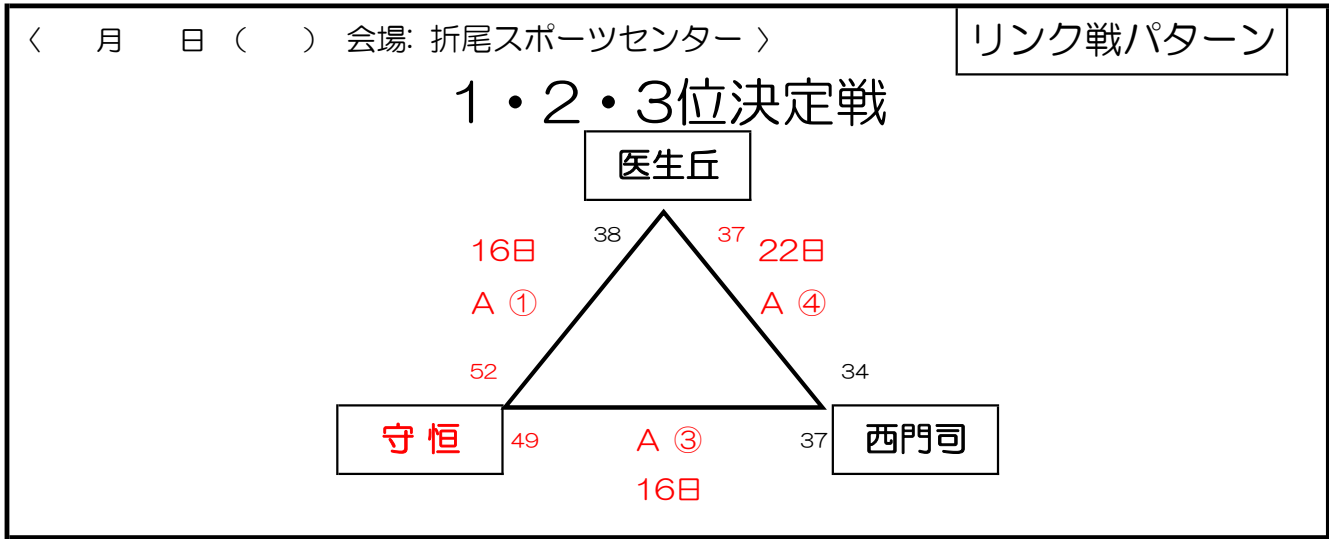 〈　　月　　日（　　）会場: 折尾スポーツセンター 〉
リンク戦パターン
1・2・3位決定戦
医生丘
38
37
16日
22日
A ①
A ④
52
34
守 恒
49
A ③
37
西門司
16日